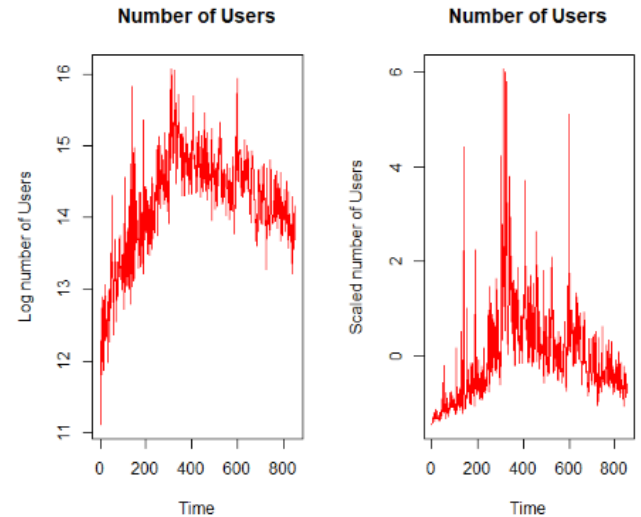 Number of Users
Log number of Users
11 12 13 14 15 16
0 200 400 600 800
Time
Number of Users
Scaled number of Users
0 2 4 6
0 200 400 600 800
Time